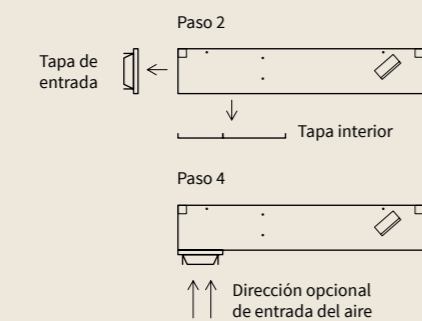 Paso 2
Tapa de
entrada
Tapa interior
Paso 4
Dirección opcional
de entrada del aire